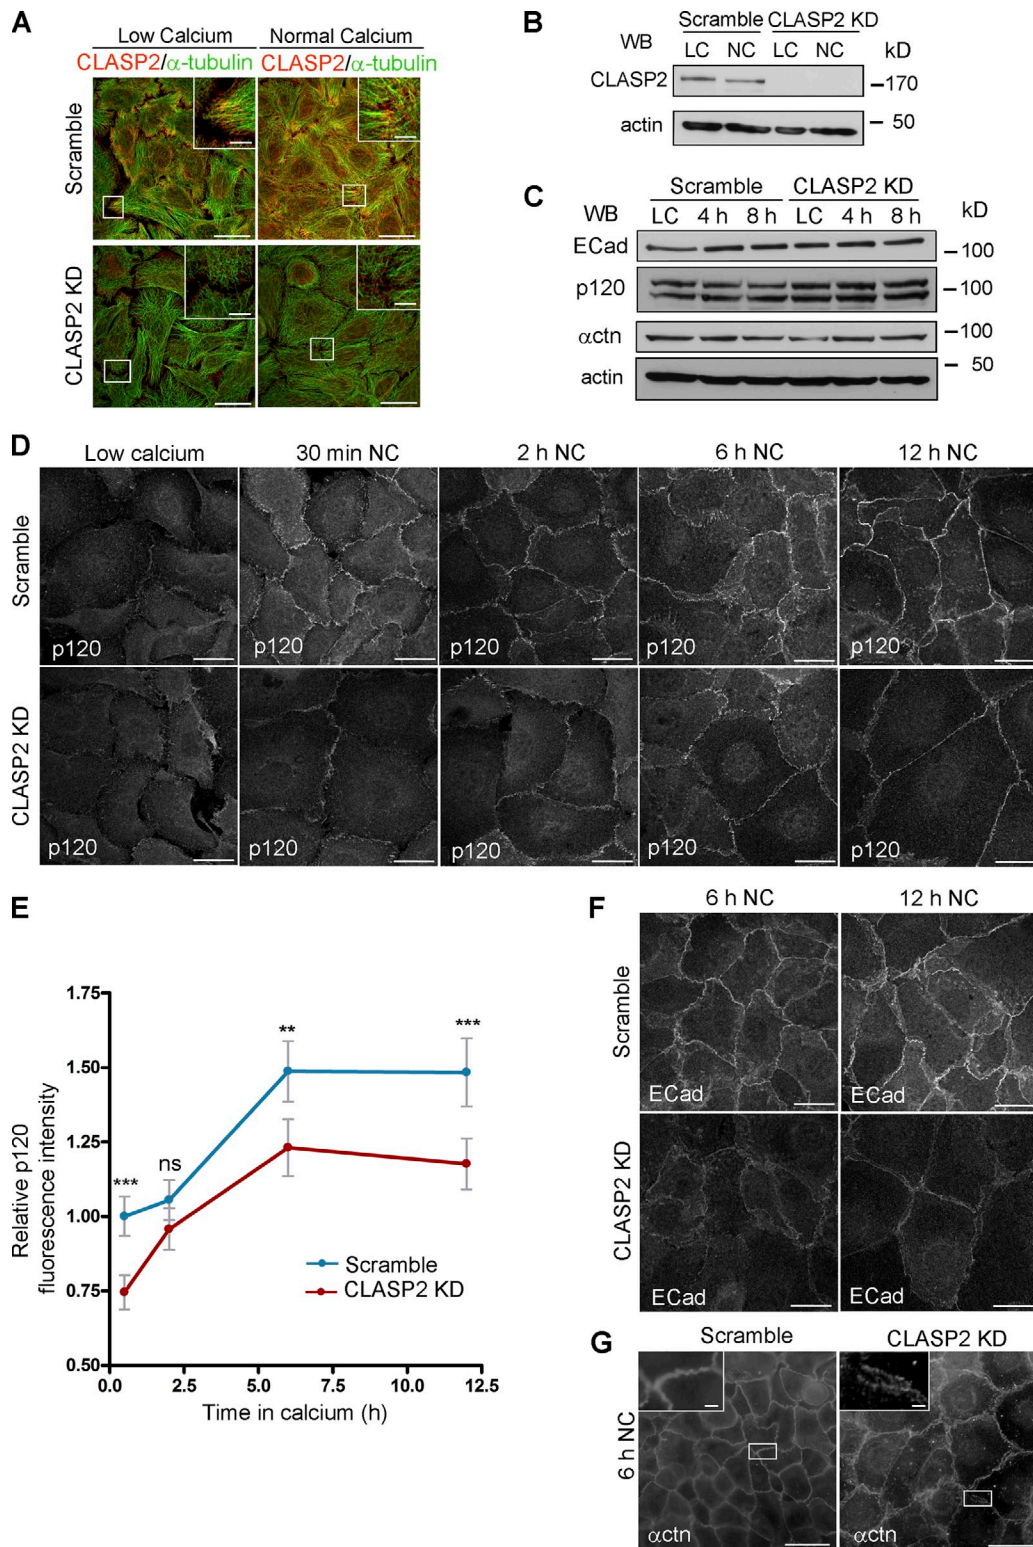 A
Low Calcium Normal Calcium
CLASP2/α-tubulin CLASP2/α-tubulin
Scramble
CLASP2 KD
B
Scramble CLASP2 KD
WB LC NC LC NC kD
CLASP2 170
actin 50
C
Scramble CLASP2 KD
WB LC 4 h 8 h LC 4 h 8 h kD
ECad 100
p120 100
αctn 100
50
actin
D
Low calcium 30 min NC 2 h NC 6 h NC 12 h NC
Scramble
p120 p120 p120 p120 p120
CLASP2 KD
p120 p120 p120 p120 p120
E
Relative p120
fluorescence intensity
1.75
1.50
1.25
1.00
0.75
0.50
*** ns ** ***
Scramble
CLASP2 KD
0.0 2.5 5.0 7.5 10.0 12.5
Time in calcium (h)
F
6 h NC 12 h NC
Scramble
ECad ECad
CLASP2 KD
ECad ECad
G
Scramble CLASP2 KD
6 h NC
αctn αctn